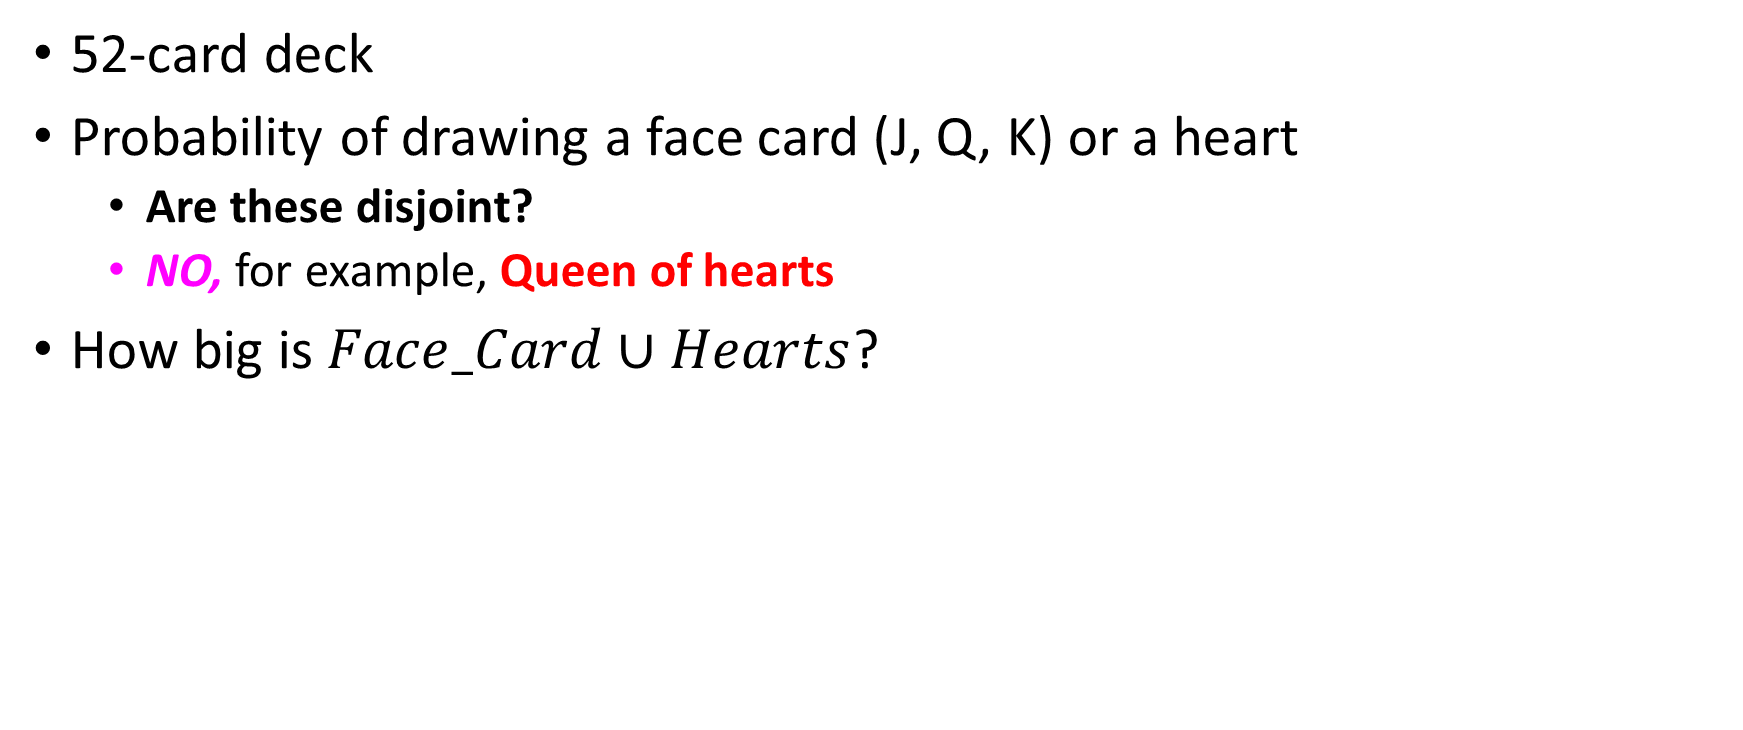 • 52-card deck
• Probability of drawing a face card (J, Q, K) or a heart
• Are these disjoint?
• NO, for example, Queen of hearts
• How big is Face_Card ∪ Hearts?